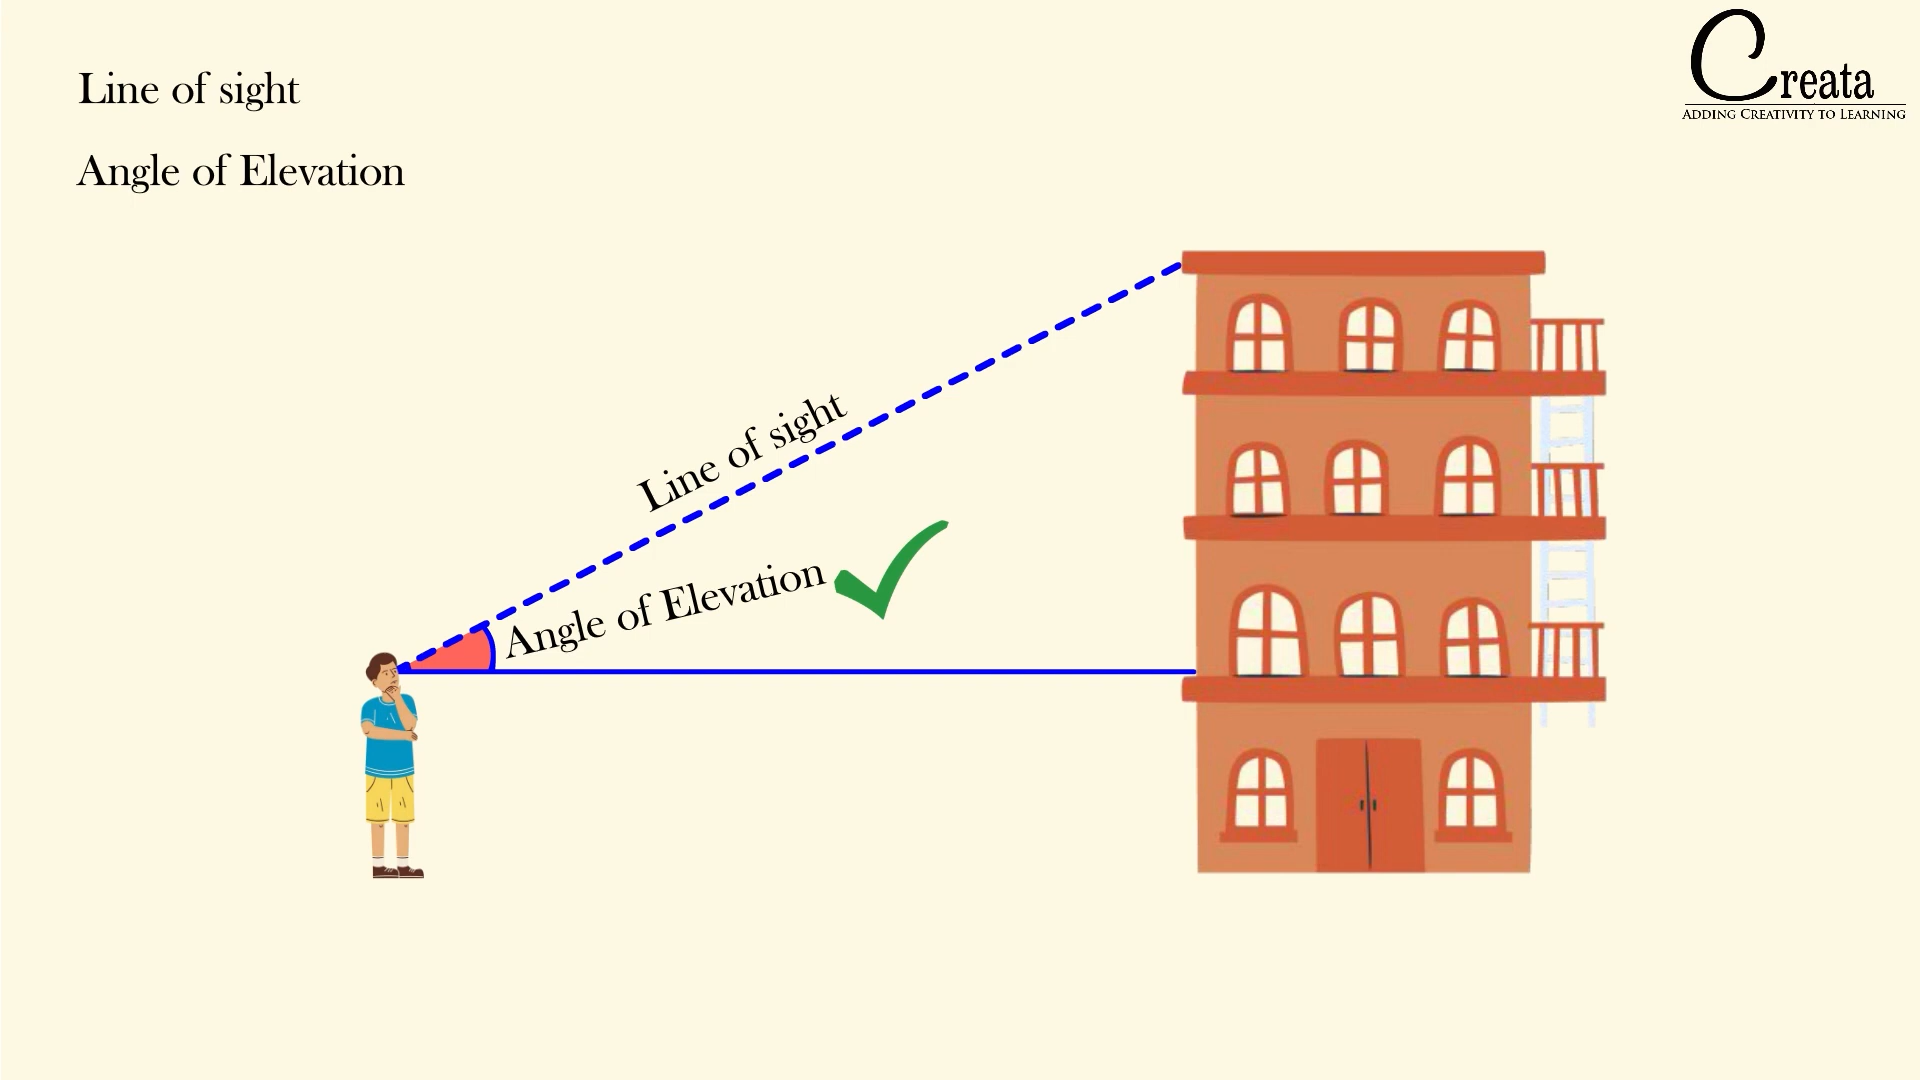 Line of sight
Creata
ADDING CREATIVITY TO LEARNING
Angle of Elevation
Line of sight
Angle of Elevation